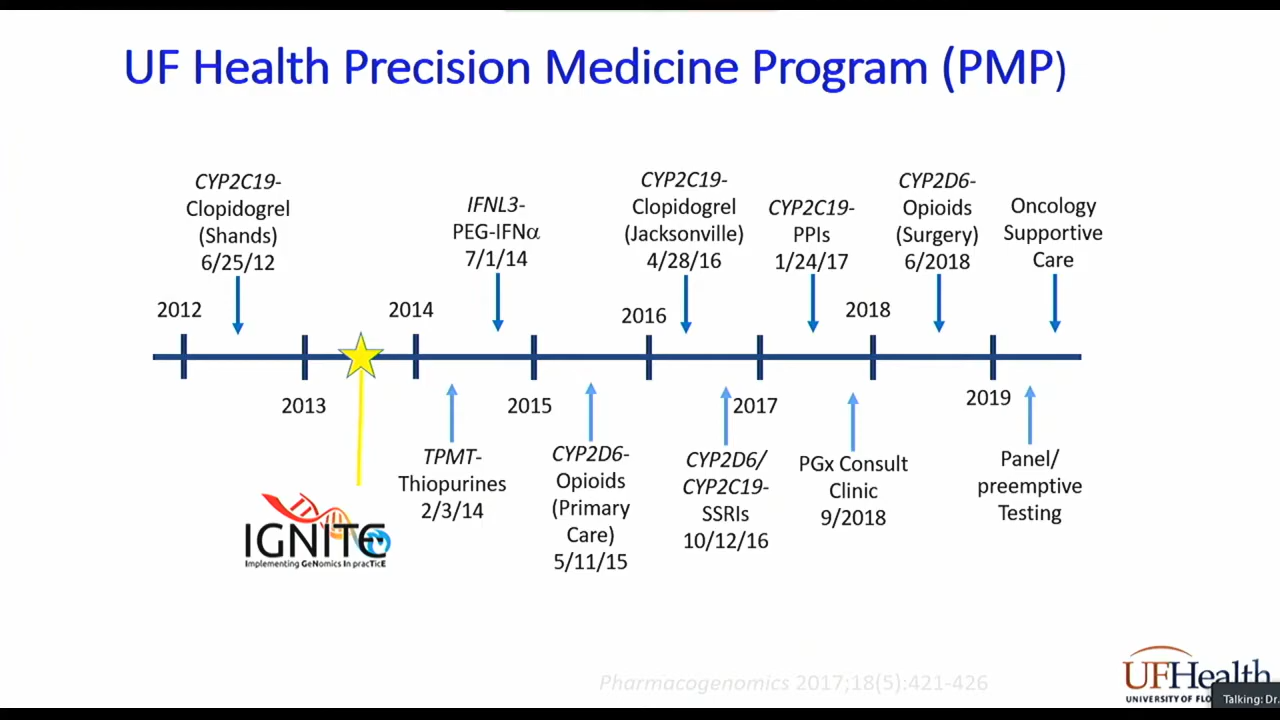 UF Health Precision Medicine Program (PMP)
CYP2C19-
Clopidogrel
(Shands)
6/25/12
IFNL3-
PEG-IFNα
7/1/14
CYP2C19-
Clopidogrel
(Jacksonville)
4/28/16
CYP2C19-
PPIs
1/24/17
CYP2D6-
Opioids
(Surgery)
6/2018
Oncology
Supportive
Care
2012
2014
2016
2018
2013
2015
2017
2019
IGNITE
Implementing GeNomics In pracTicE
TPMT-
Thiopurines
2/3/14
CYP2D6-
Opioids
(Primary
Care)
5/11/15
CYP2D6/
CYP2C19-
SSRIs
10/12/16
PGx Consult
Clinic
9/2018
Panel/
preemptive
Testing
Pharmacogenomics 2017;18(5):421-426
UFHealth
UNIVERSITY OF FLO
Talking: Dr.